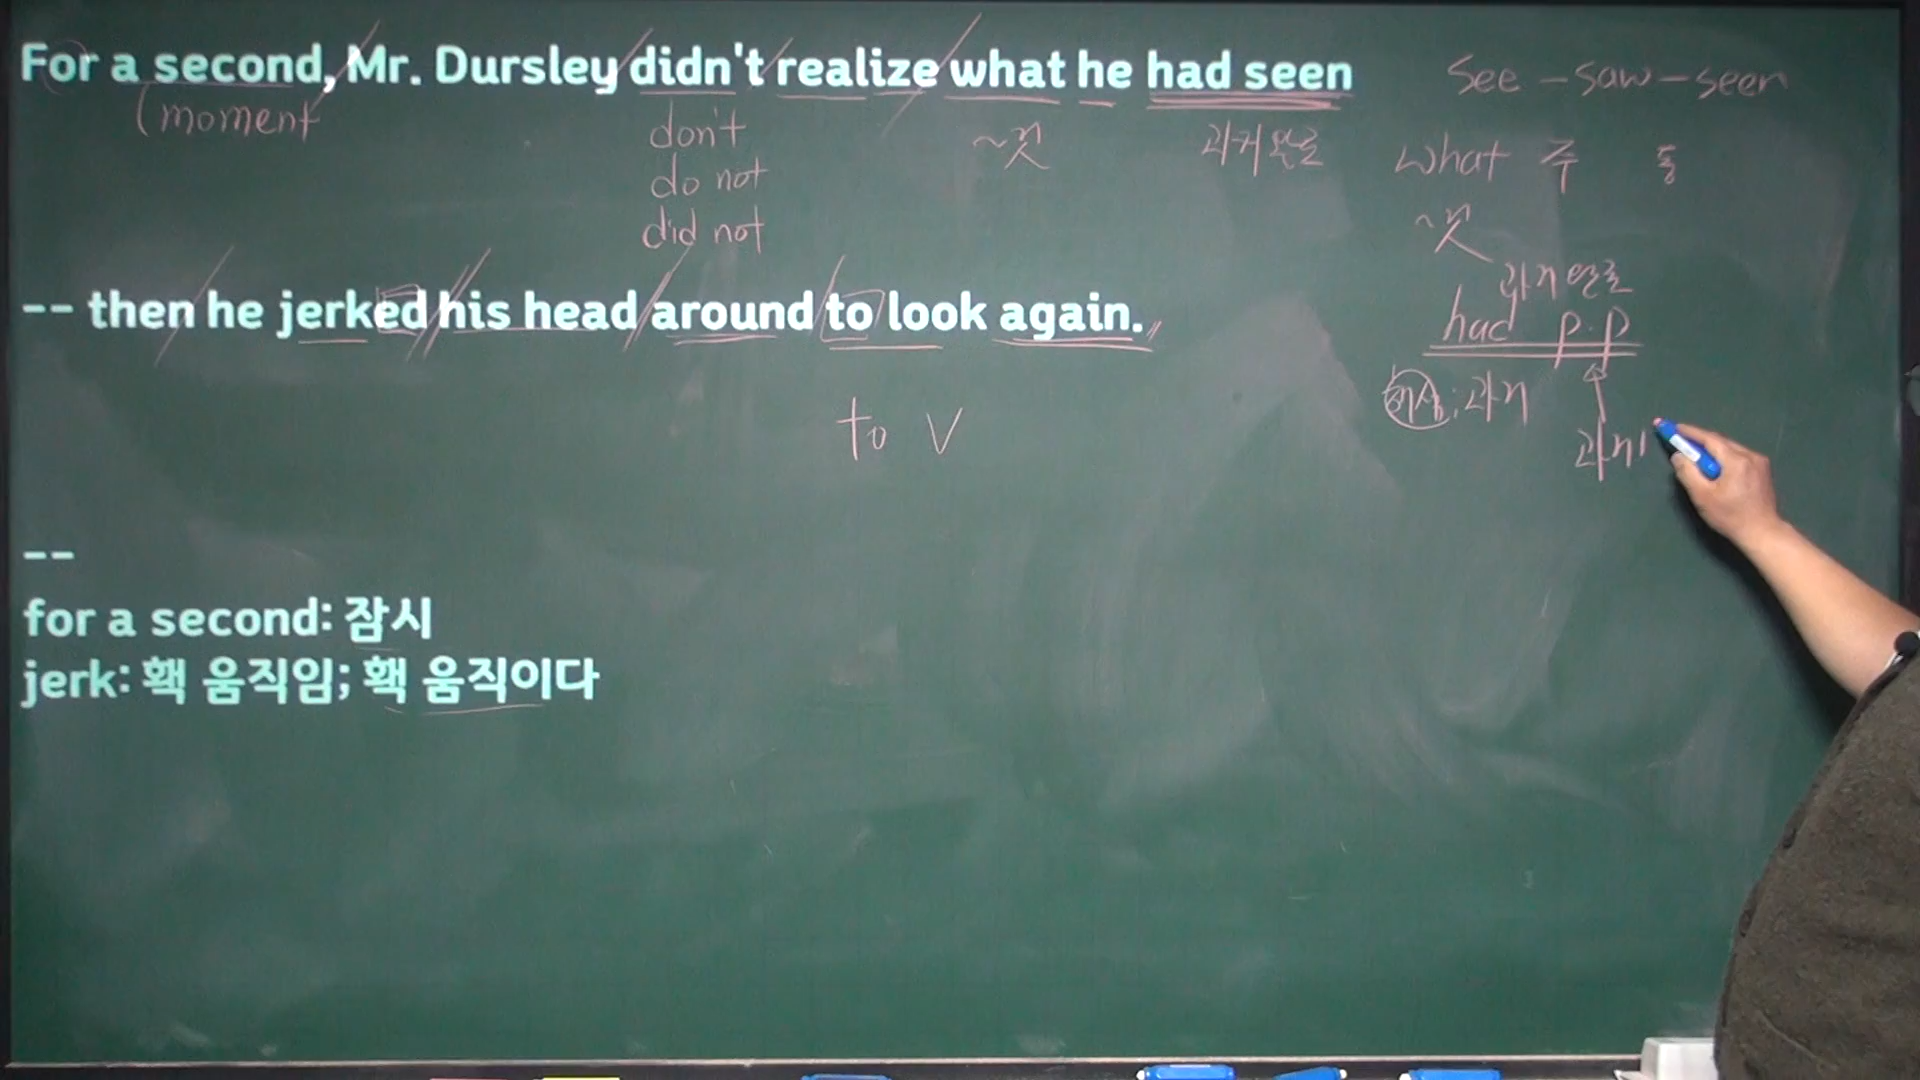 For a second, Mr. Dursley didn't realize what he had seen
(moment
don't
do not
did not
~것
과거완료
see - saw - seen
what 주 동
~것
-- then he jerked his head around to look again.
과거완료
had p.p
해석: 과거
과거
to V
--
for a second: 잠시
jerk: 홱 움직임; 홱 움직이다